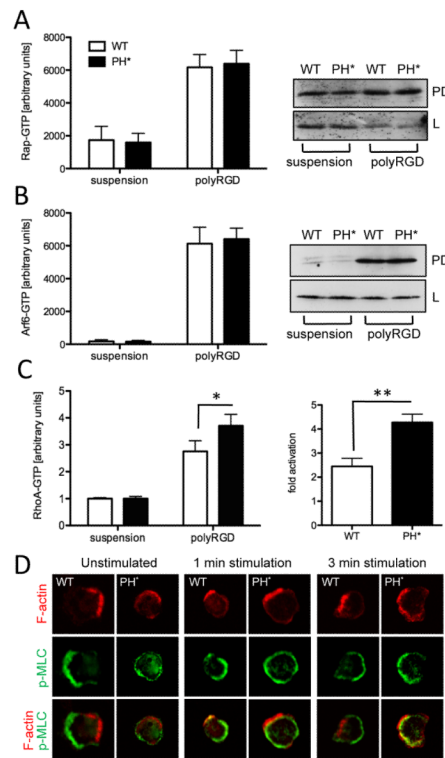 A
WT
PH*
Rap-GTP [arbitrary units]
8000
6000
4000
2000
0
suspension
polyRGD
WT PH* WT PH*
PD
L
suspension
polyRGD
B
Arf6-GTP [arbitrary units]
8000
6000
4000
2000
0
suspension
polyRGD
WT PH* WT PH*
PD
L
suspension
polyRGD
C
RhoA-GTP [arbitrary units]
5
4
3
2
1
0
*
suspension
polyRGD
fold activation
5
4
3
2
1
0
**
WT
PH*
D
Unstimulated
1 min stimulation
3 min stimulation
WT
PH*
WT
PH*
WT
PH*
F-actin
p-MLC
F-actin
p-MLC